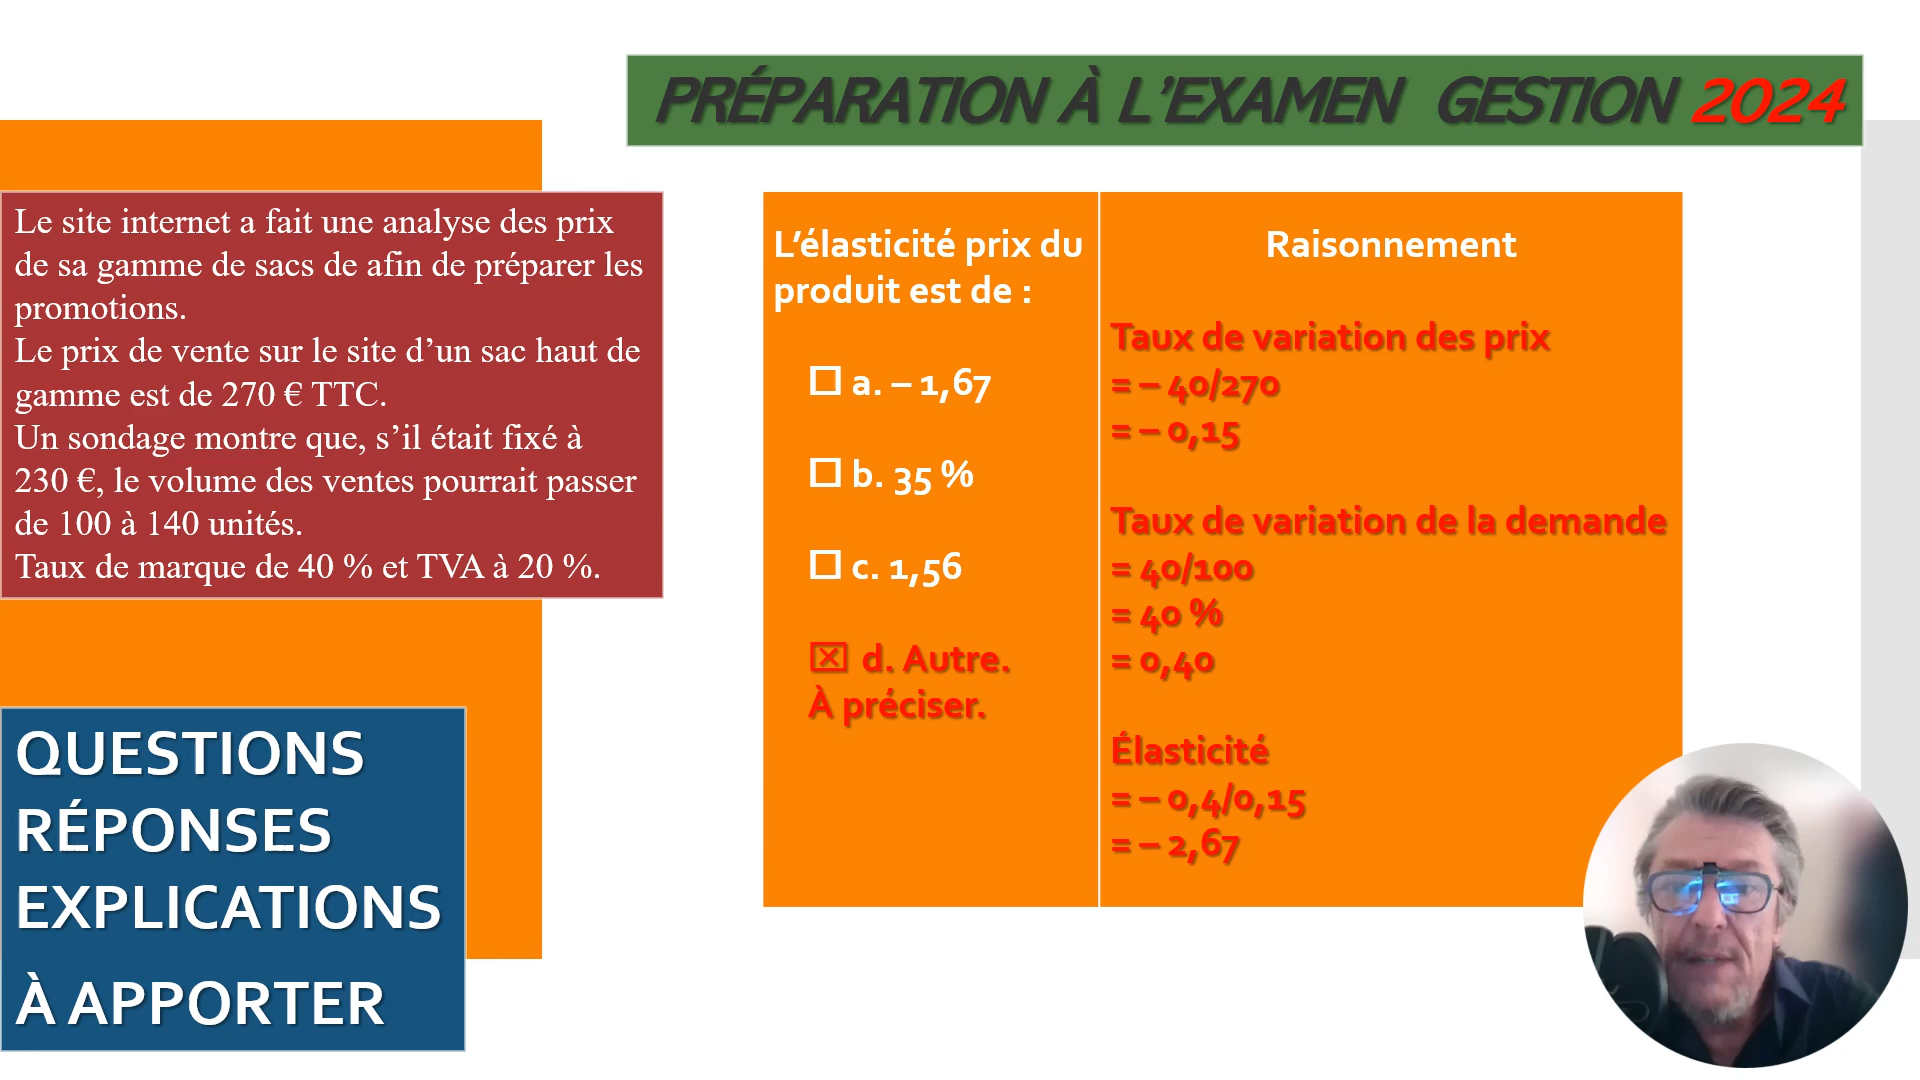 PRÉPARATION À L’EXAMEN GESTION 2024
Le site internet a fait une analyse des prix
de sa gamme de sacs de afin de préparer les
promotions.
Le prix de vente sur le site d’un sac haut de
gamme est de 270 € TTC.
Un sondage montre que, s’il était fixé à
230 €, le volume des ventes pourrait passer
de 100 à 140 unités.
Taux de marque de 40 % et TVA à 20 %.
QUESTIONS
RÉPONSES
EXPLICATIONS
À APPORTER
L’élasticité prix du
produit est de :
☐ a. – 1,67
☐ b. 35 %
☐ c. 1,56
☒ d. Autre.
À préciser.
Raisonnement
Taux de variation des prix
= – 40/270
= – 0,15
Taux de variation de la demande
= 40/100
= 40 %
= 0,40
Élasticité
= – 0,4/0,15
= – 2,67